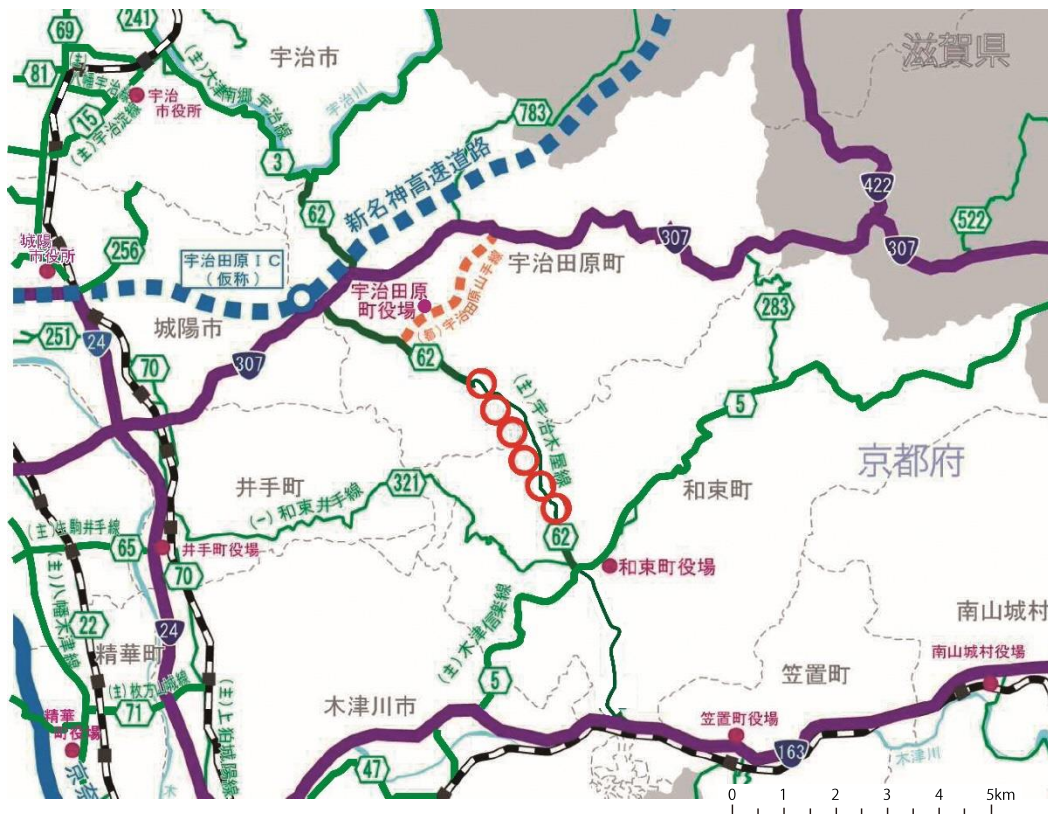 69
241
宇治市
滋賀県
(主)大津南郷宇治線
宇治川
81
宇治
市役所
15
(主)宇治淀線
783
3
新名神高速道路
422
62
522
城陽
市役所
256
307
307
宇治田原IC
(仮称)
宇治田原町
宇治田原
町役場
(都)宇治田原山手線
城陽市
283
251
24
70
62
307
(主)宇治木屋線
5
京都府
井手町
321
和束町
(一)和束井手線
62
(主)生駒井手線
65
井手町役場
和束町役場
70
(主)八幡木津線
(主)木津信楽線
22
24
南山城村
精華町
南山城村役場
笠置町
5
(主)枚方山城線
木津川市
71
精華
町役場
笠置町役場
163
木津川
(主)上狛城陽線
47
京奈
木
0 1 2 3 4 5km